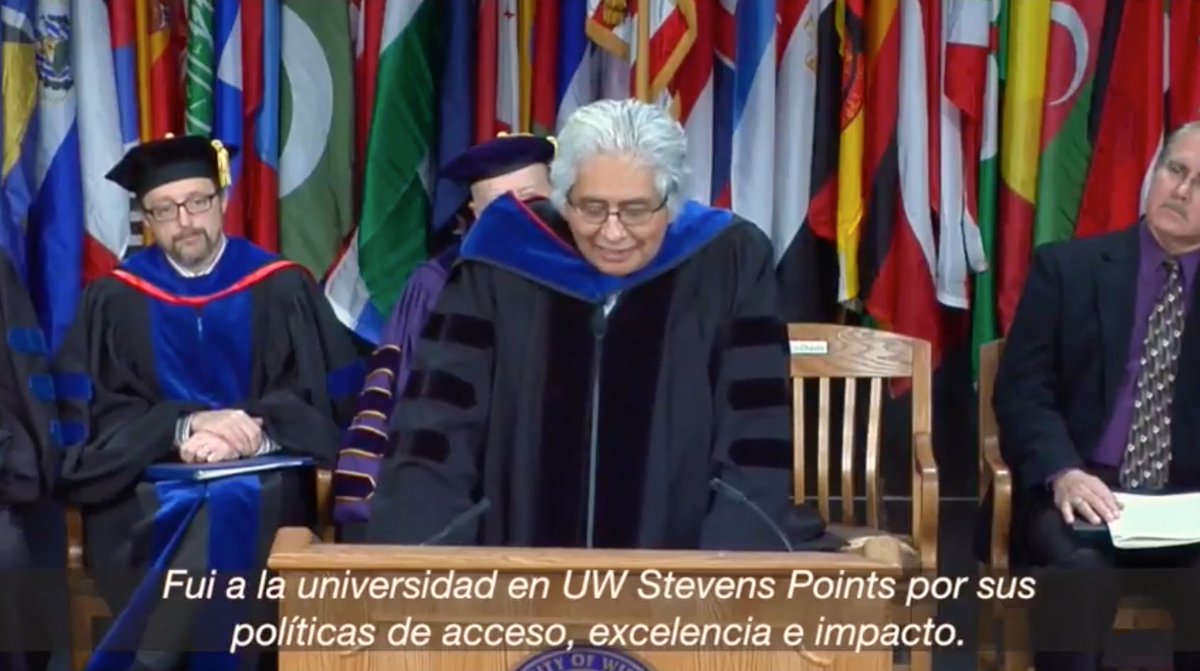 Fui a la universidad en UW Stevens Points por sus
políticas de acceso, excelencia e impacto.